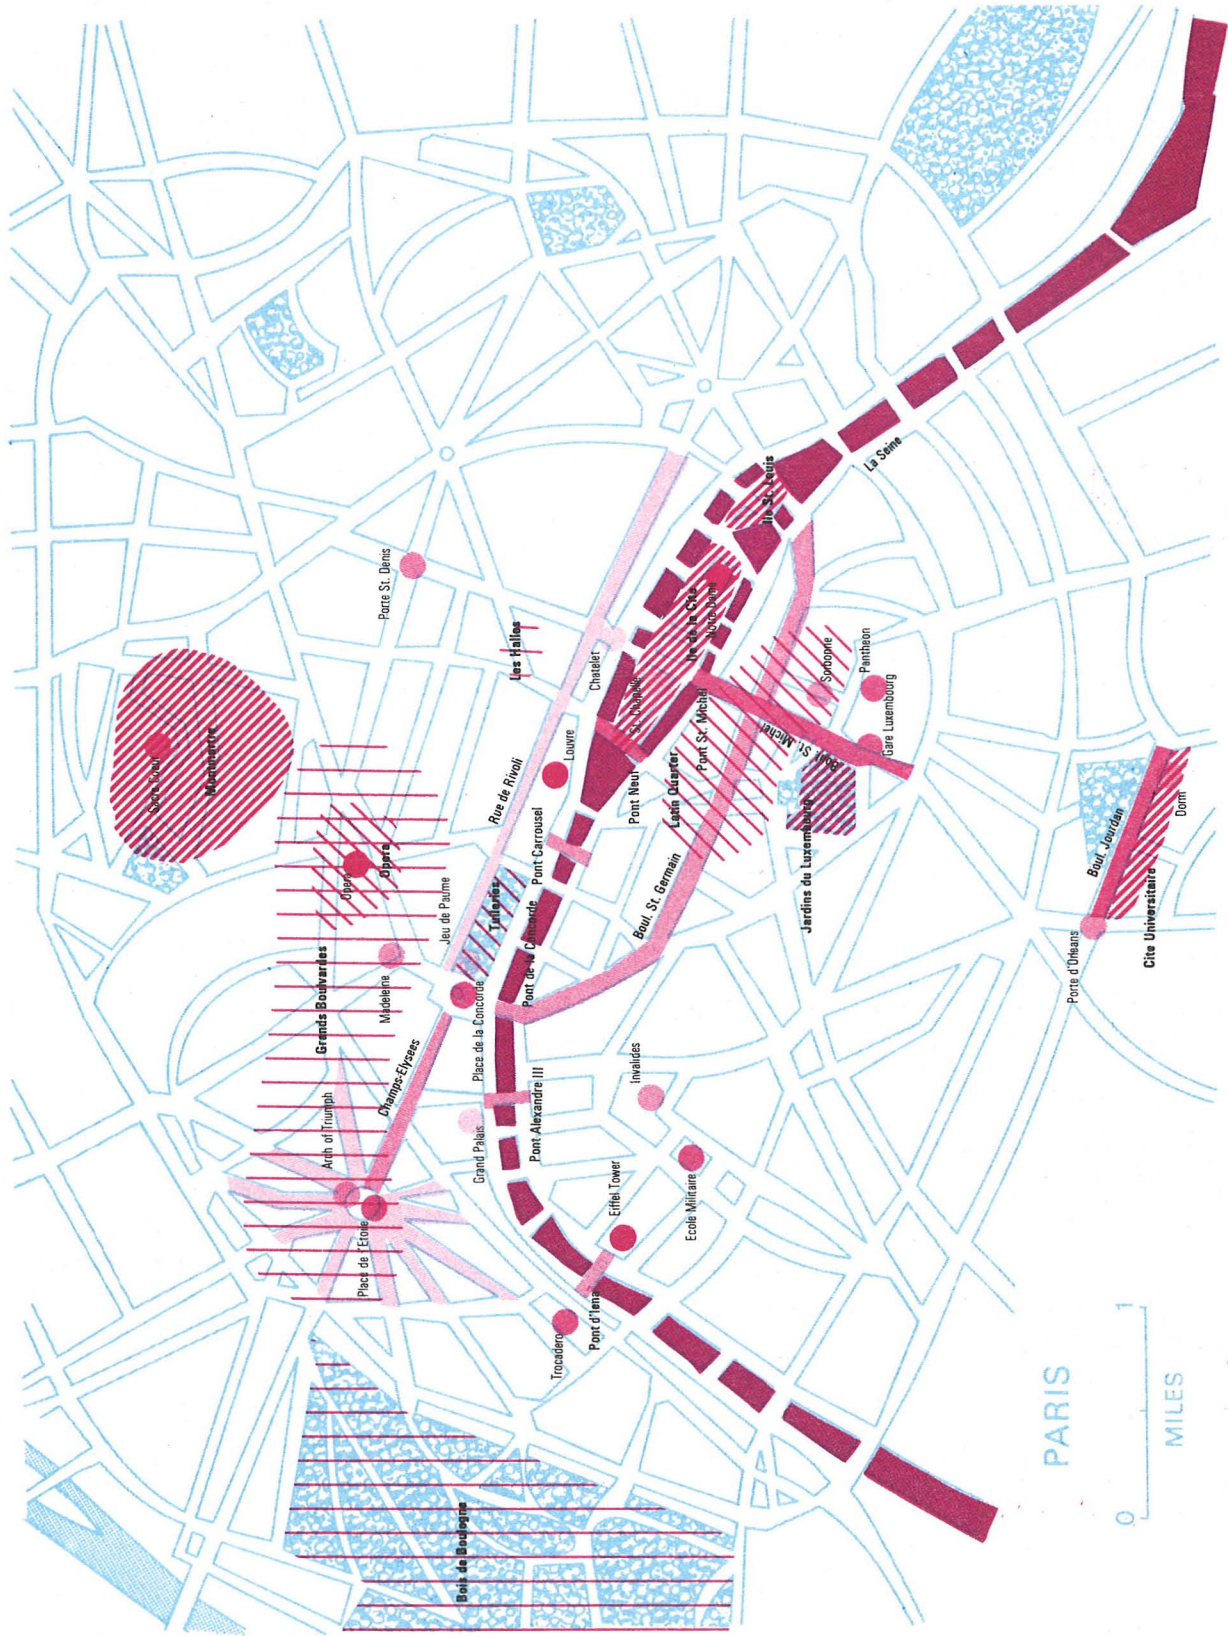 Sacre Coeur
Montmartre
Porte St. Denis
Les Halles
Opera
Opera
Grands Boulvardes
Madeleine
Jeu de Paume
Arch of Triumph
Place de l'Etoile
Champs-Elysees
Bois de Boulogne
Rue de Rivoli
Tuileries
Place de la Concorde
Grand Palais
Pont de la Concorde
Pont Alexandre III
Pont Carrousel
Louvre
Chatelet
St. Chapelle
Pont Neuf
Ile de la Cite
Notre Dame
Ile St. Louis
La Seine
Pont St. Michel
Latin Quarter
Boul. St. Germain
Boul. St. Michel
Sorbonne
Pantheon
Gare Luxembourg
Jardins du Luxembourg
Invalides
Ecole Militaire
Eiffel Tower
Trocadero
Pont d'Iena
Boul. Jourdan
Dorm
Cite Universitaire
Porte d'Orleans
PARIS
0 1
MILES